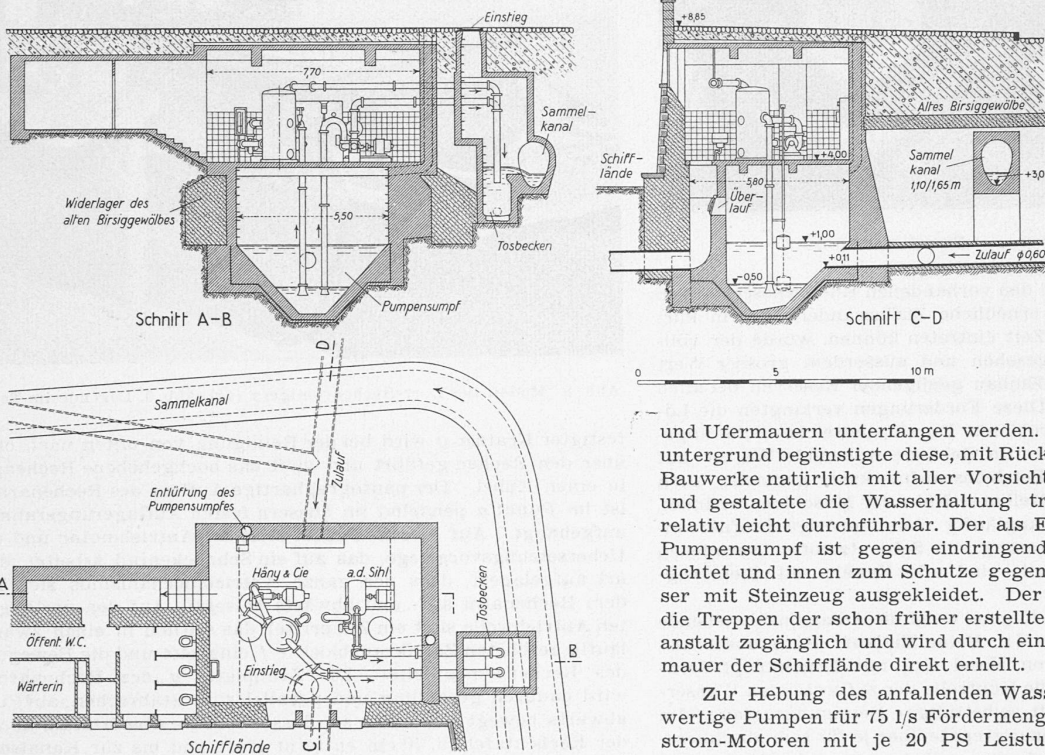 Einstieg
7,70
Sammel-
kanal
Widerlager des
alten Birsiggewölbes
5,50
Tosbecken
Pumpensumpf
Schnitt A-B
+8,85
Altes Birsiggewölbe
Schiff-
lände
+4,00
Sammel
kanal
1,10/1,65 m
+3,0
5,80
Über-
lauf
+1,00
+0,11
Zulauf ϕ0,60
-0,50
Schnitt C-D
0 5 10 m
D
Sammelkanal
Zulauf
Entlüftung des
Pumpensumpfes
A
Häny & Cie
a.d. Sihl
Tosbecken
Öffentl W.C.
B
Wärterin
Einstieg
Schifflände
C
und Ufermauern unterfangen werden.
untergrund begünstigte diese, mit Rück
Bauwerke natürlich mit aller Vorsicht
und gestaltete die Wasserhaltung tr
relativ leicht durchführbar. Der als E
Pumpensumpf ist gegen eindringend
dichtet und innen zum Schutze gegen
ser mit Steinzeug ausgekleidet. Der
die Treppen der schon früher erstellte
anstalt zugänglich und wird durch ein
mauer der Schifflände direkt erhellt.
Zur Hebung des anfallenden Wass
wertige Pumpen für 75 l/s Fördermeng
strom-Motoren mit je 20 PS Leistu